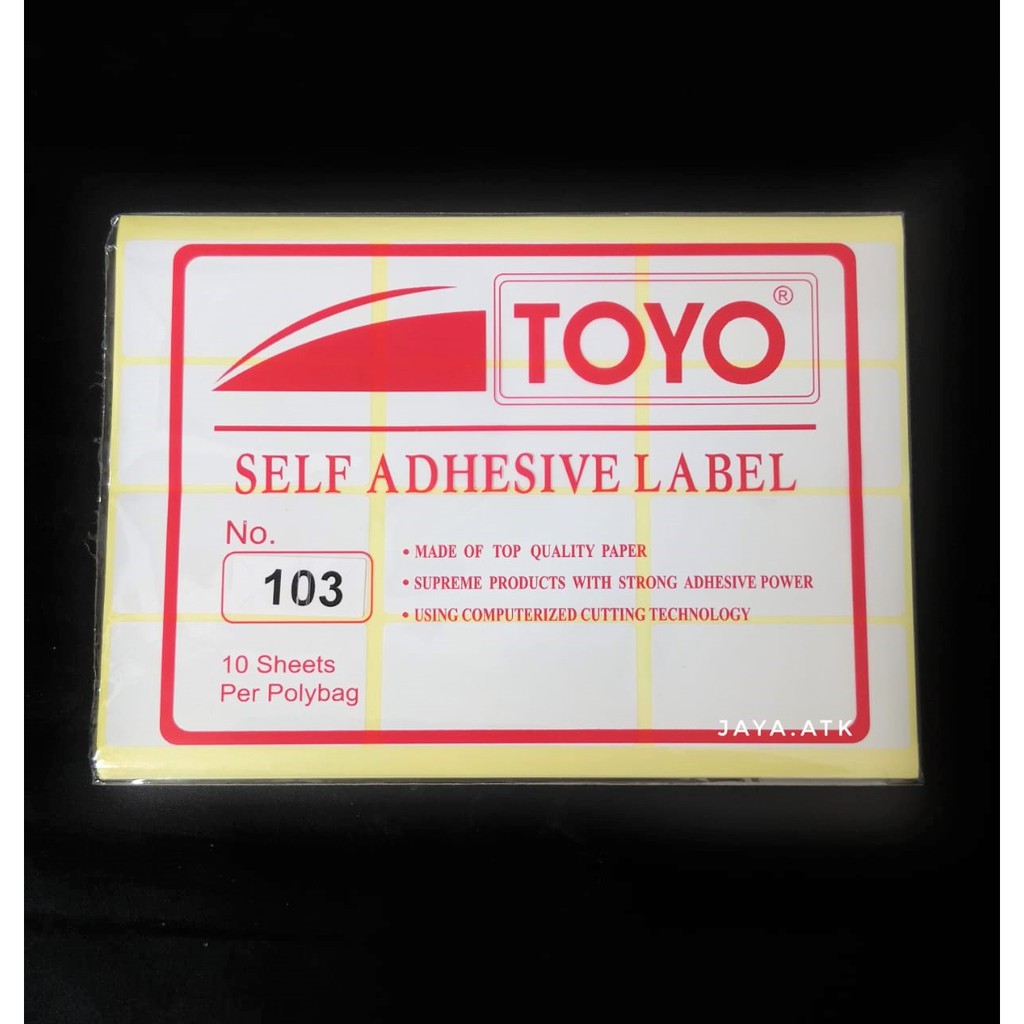 TOYO®
SELF ADHESIVE LABEL
No.
103
• MADE OF TOP QUALITY PAPER
• SUPREME PRODUCTS WITH STRONG ADHESIVE POWER
• USING COMPUTERIZED CUTTING TECHNOLOGY
10 Sheets
Per Polybag
JAYA.ATK